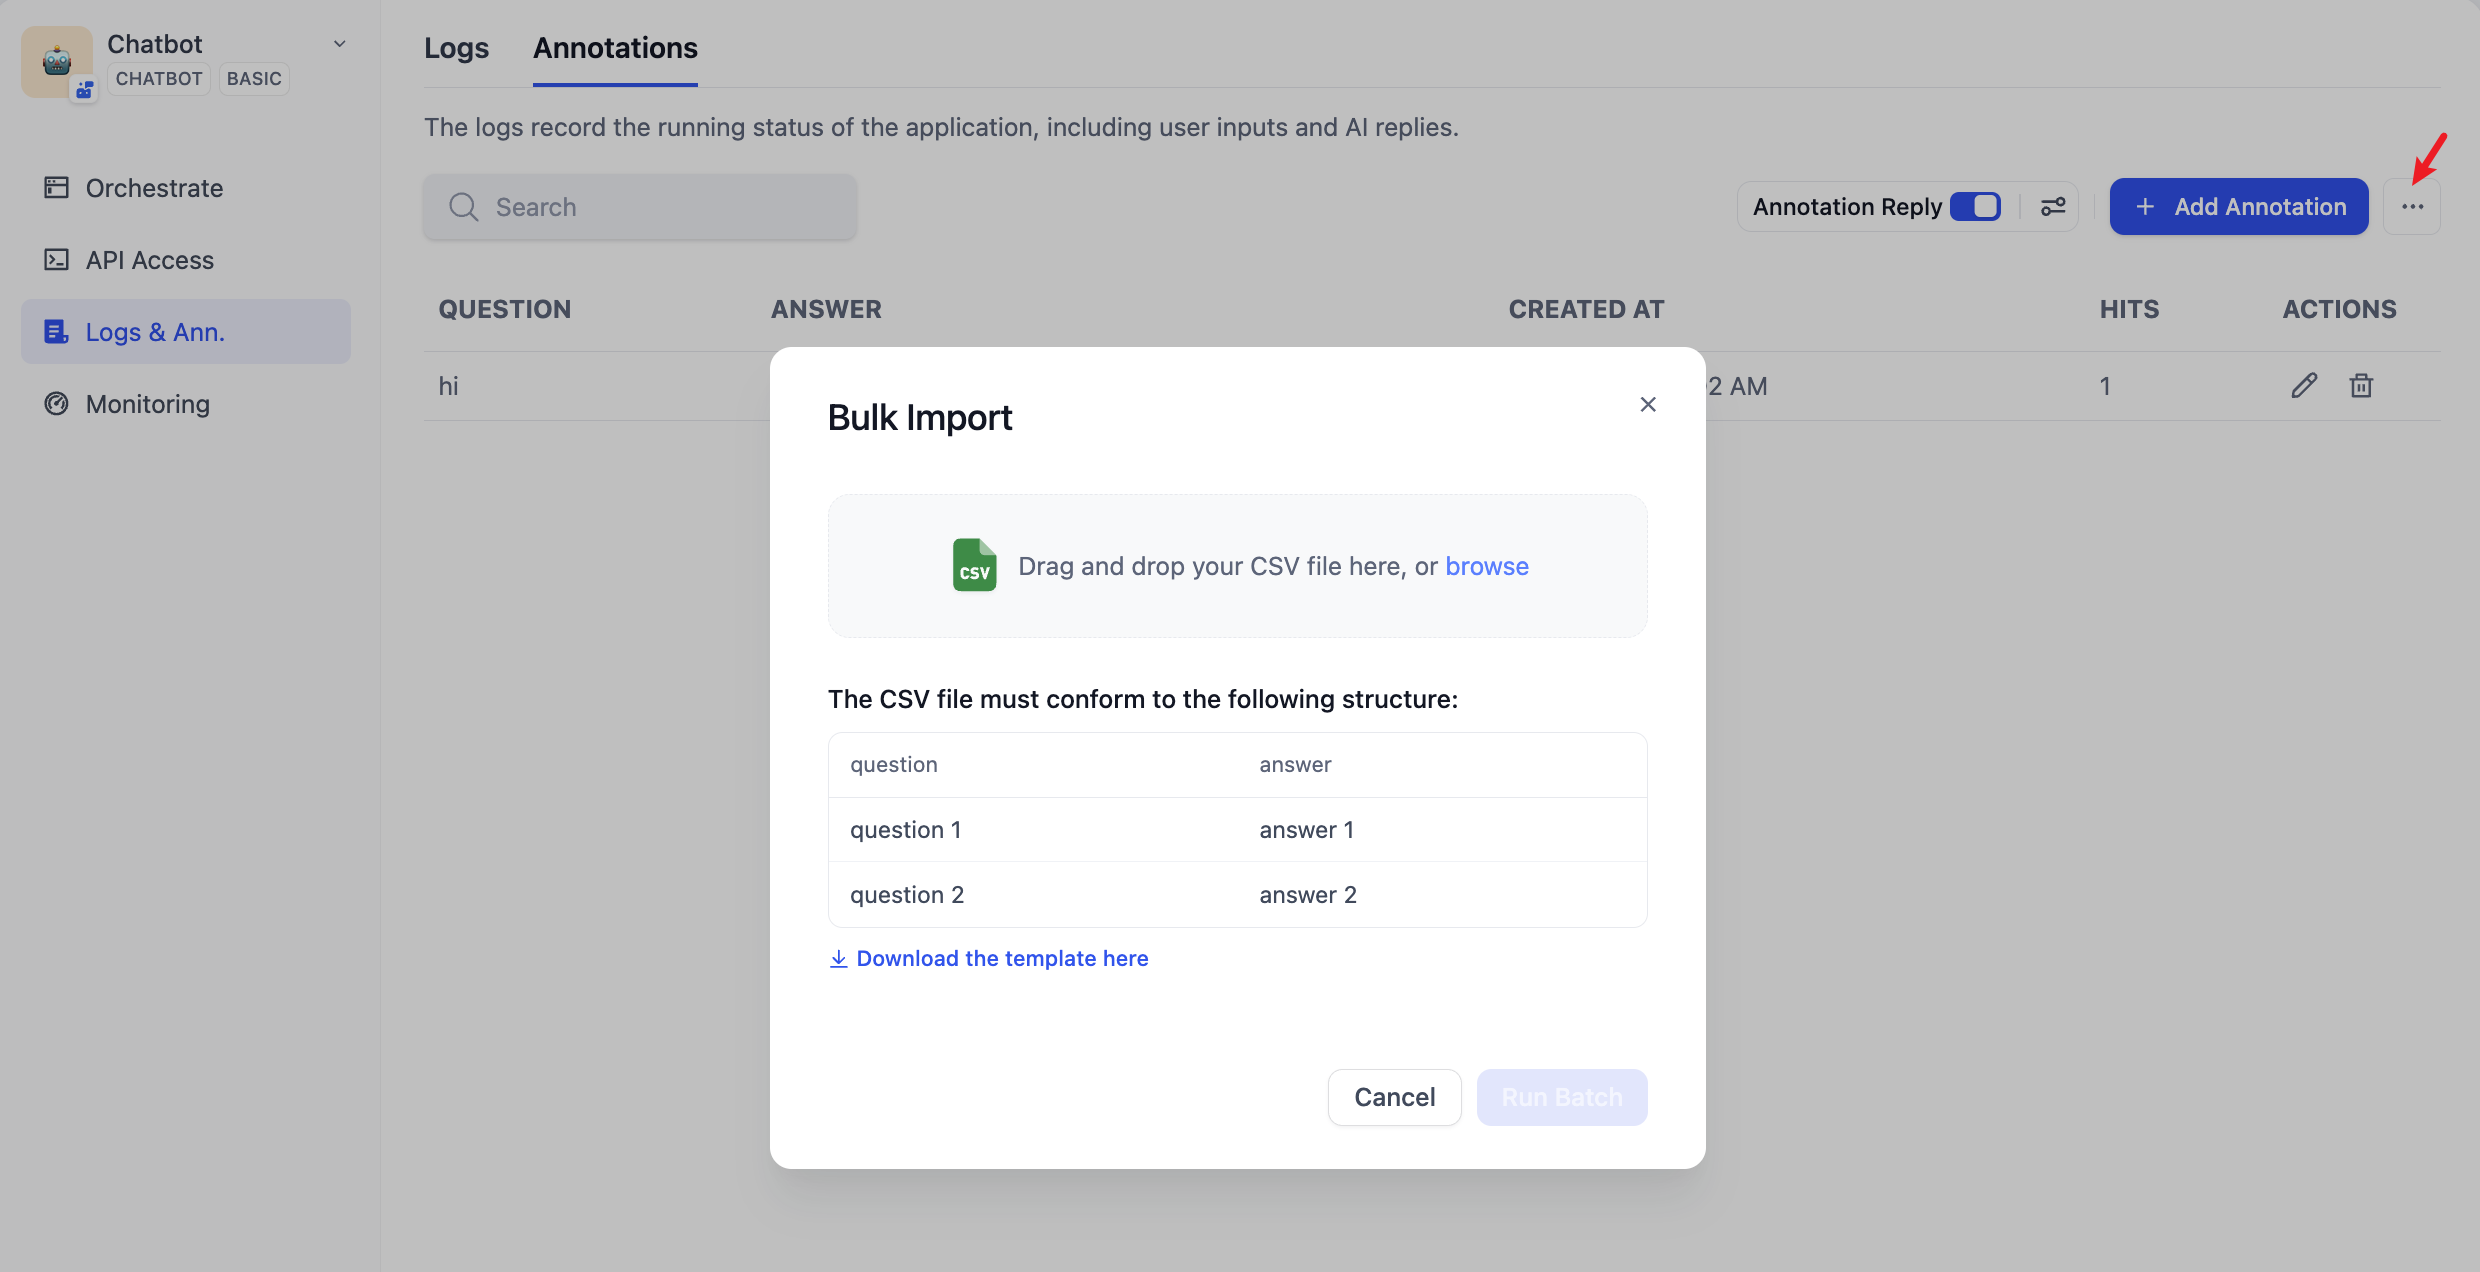 Chatbot
CHATBOT BASIC
Orchestrate
API Access
Logs & Ann.
Monitoring
Logs Annotations
The logs record the running status of the application, including user inputs and AI replies.
Search
Annotation Reply
+ Add Annotation
QUESTION ANSWER CREATED AT HITS ACTIONS
hi 2 AM 1
Bulk Import
CSV
Drag and drop your CSV file here, or browse
The CSV file must conform to the following structure:
question answer
question 1 answer 1
question 2 answer 2
Download the template here
Cancel Run Batch